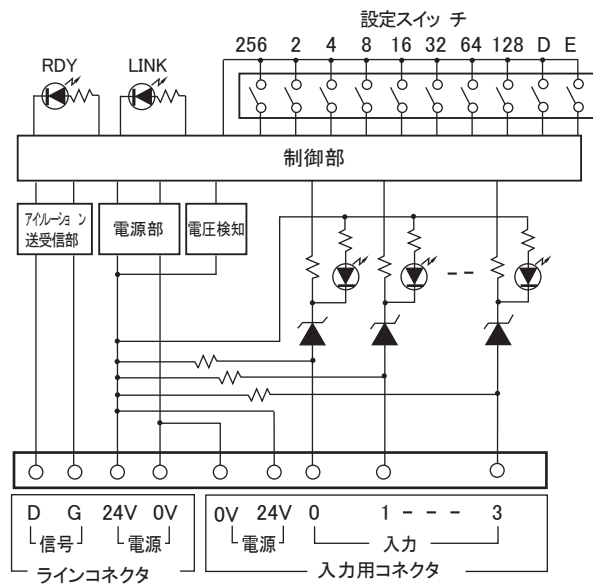 設定スイッチ
RDY LINK 256 2 4 8 16 32 64 128 D E
制御部
アイソレーション
送受信部
電源部
電圧検知
D G 24V 0V
信号 電源
ラインコネクタ
0V 24V 0 1 3
電源 入力
入力用コネクタ